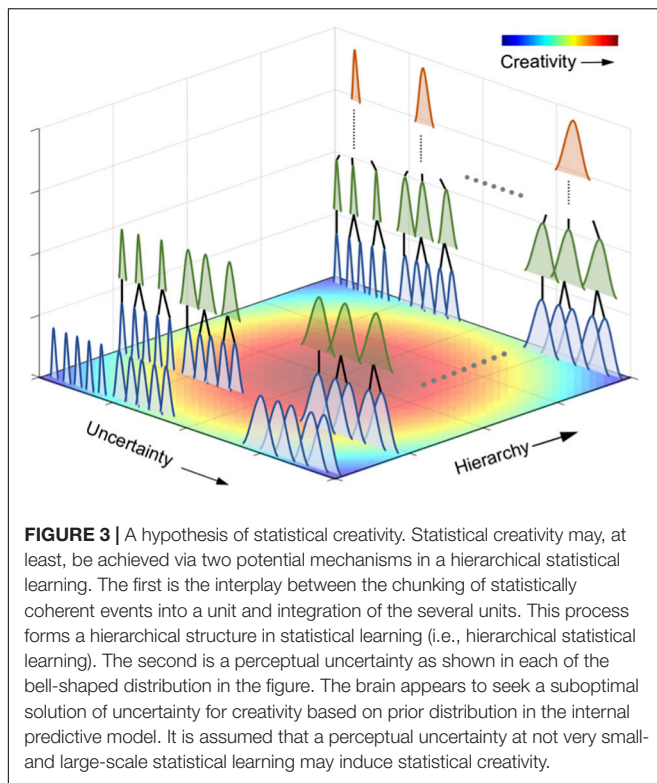 Creativity →
Uncertainty →
Hierarchy →
FIGURE 3 | A hypothesis of statistical creativity. Statistical creativity may, at
least, be achieved via two potential mechanisms in a hierarchical statistical
learning. The first is the interplay between the chunking of statistically
coherent events into a unit and integration of the several units. This process
forms a hierarchical structure in statistical learning (i.e., hierarchical statistical
learning). The second is a perceptual uncertainty as shown in each of the
bell-shaped distribution in the figure. The brain appears to seek a suboptimal
solution of uncertainty for creativity based on prior distribution in the internal
predictive model. It is assumed that a perceptual uncertainty at not very small-
and large-scale statistical learning may induce statistical creativity.